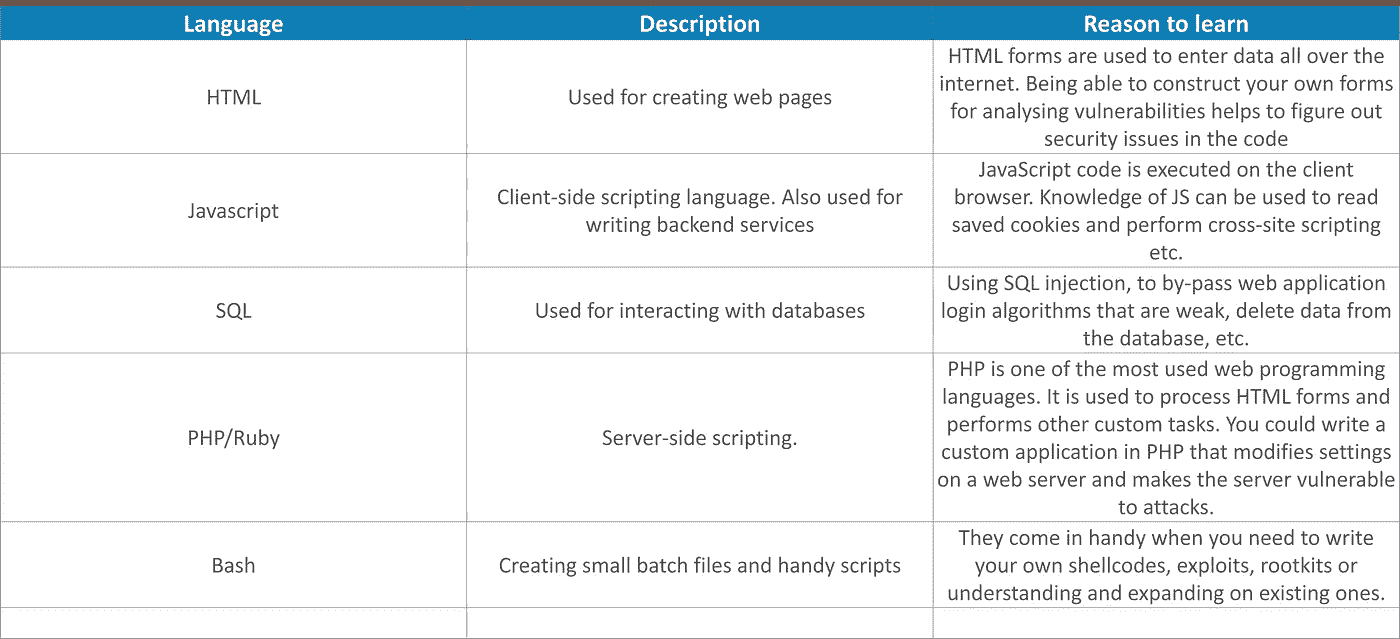 Language
Description
Reason to learn
HTML
Used for creating web pages
HTML forms are used to enter data all over the
internet. Being able to construct your own forms
for analysing vulnerabilities helps to figure out
security issues in the code
Javascript
Client-side scripting language. Also used for
writing backend services
JavaScript code is executed on the client
browser. Knowledge of JS can be used to read
saved cookies and perform cross-site scripting
etc.
SQL
Used for interacting with databases
Using SQL injection, to by-pass web application
login algorithms that are weak, delete data from
the database, etc.
PHP/Ruby
Server-side scripting.
PHP is one of the most used web programming
languages. It is used to process HTML forms and
performs other custom tasks. You could write a
custom application in PHP that modifies settings
on a web server and makes the server vulnerable
to attacks.
Bash
Creating small batch files and handy scripts
They come in handy when you need to write
your own shellcodes, exploits, rootkits or
understanding and expanding on existing ones.